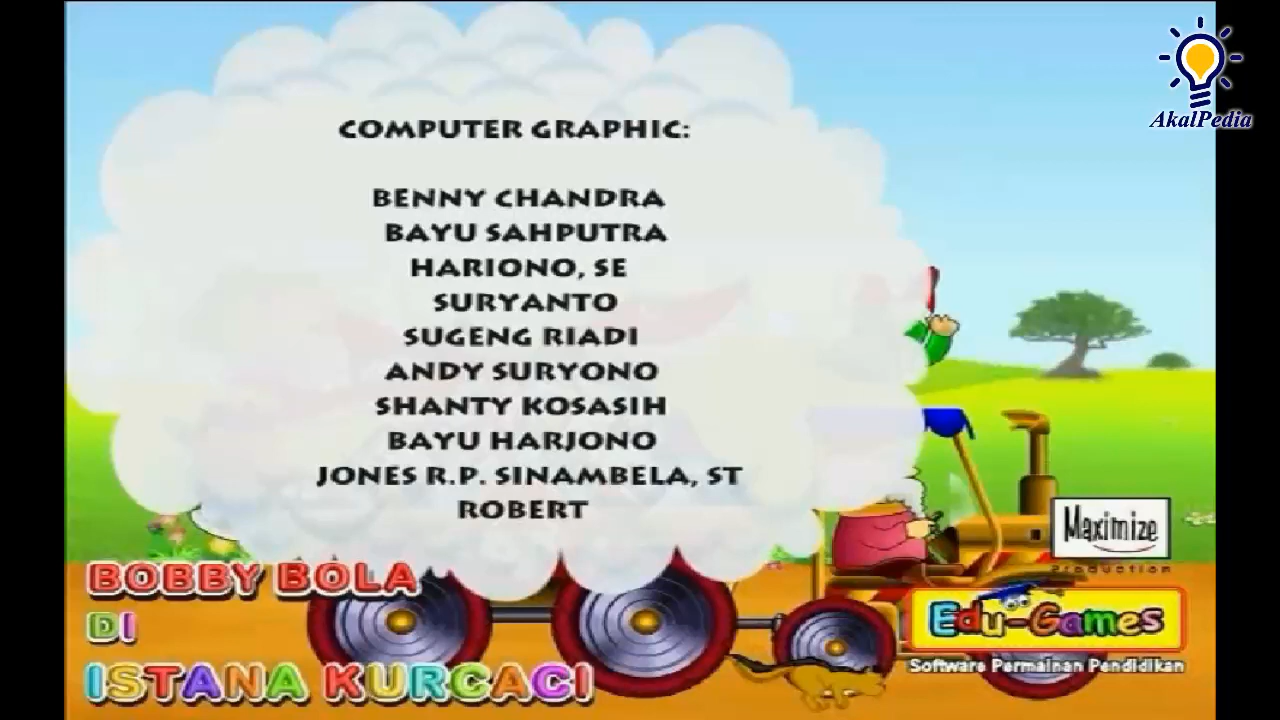 AkalPedia
COMPUTER GRAPHIC:
BENNY CHANDRA
BAYU SAHPUTRA
HARIONO, SE
SURYANTO
SUGENG RIADI
ANDY SURYONO
SHANTY KOSASIH
BAYU HARJONO
JONES R.P. SINAMBELA, ST
ROBERT
Maximize
Production
BOBBY BOLA
DI
ISTANA KURCACI
Edu-Games
Software Permainan Pendidikan